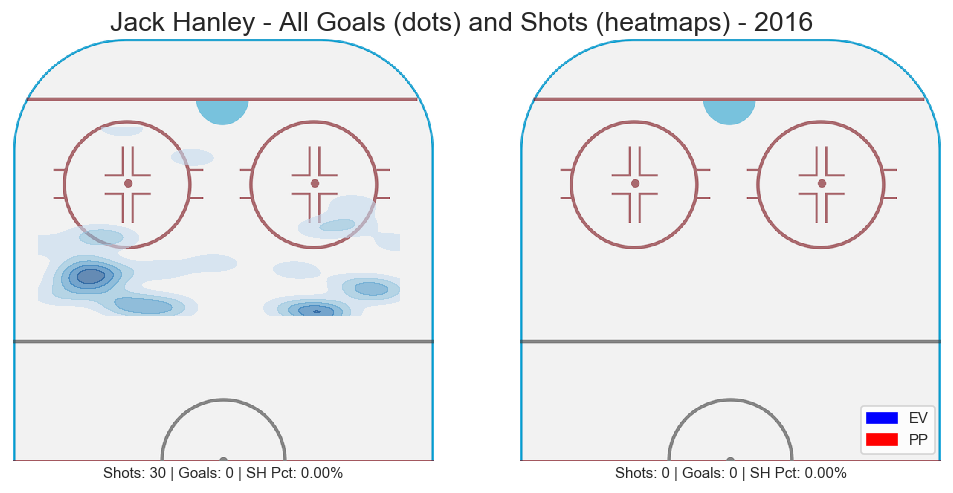 Jack Hanley - All Goals (dots) and Shots (heatmaps) - 2016
EV
PP
Shots: 30 | Goals: 0 | SH Pct: 0.00%
Shots: 0 | Goals: 0 | SH Pct: 0.00%